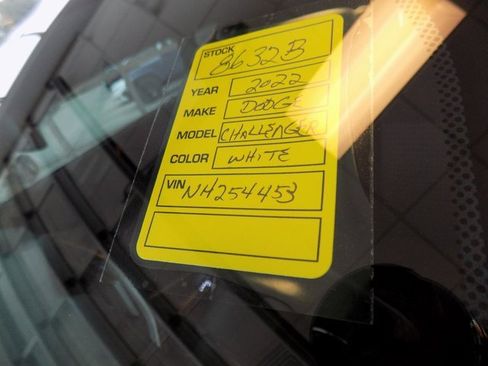 STOCK 8632B
YEAR 2022
MAKE DODGE
MODEL CHALLENGER
COLOR WHITE
VIN NH254453